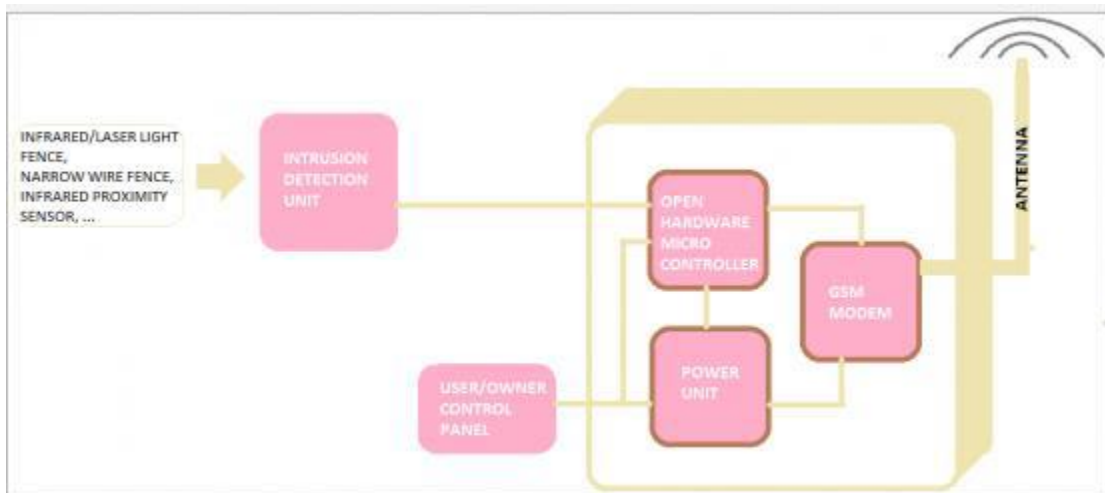 INFRARED/LASER LIGHT
FENCE,
NARROW WIRE FENCE,
INFRARED PROXIMITY
SENSOR, ...
INTRUSION
DETECTION
UNIT
OPEN
HARDWARE
MICRO
CONTROLLER
GSM
MODEM
POWER
UNIT
USER/OWNER
CONTROL
PANEL
ANTENNA